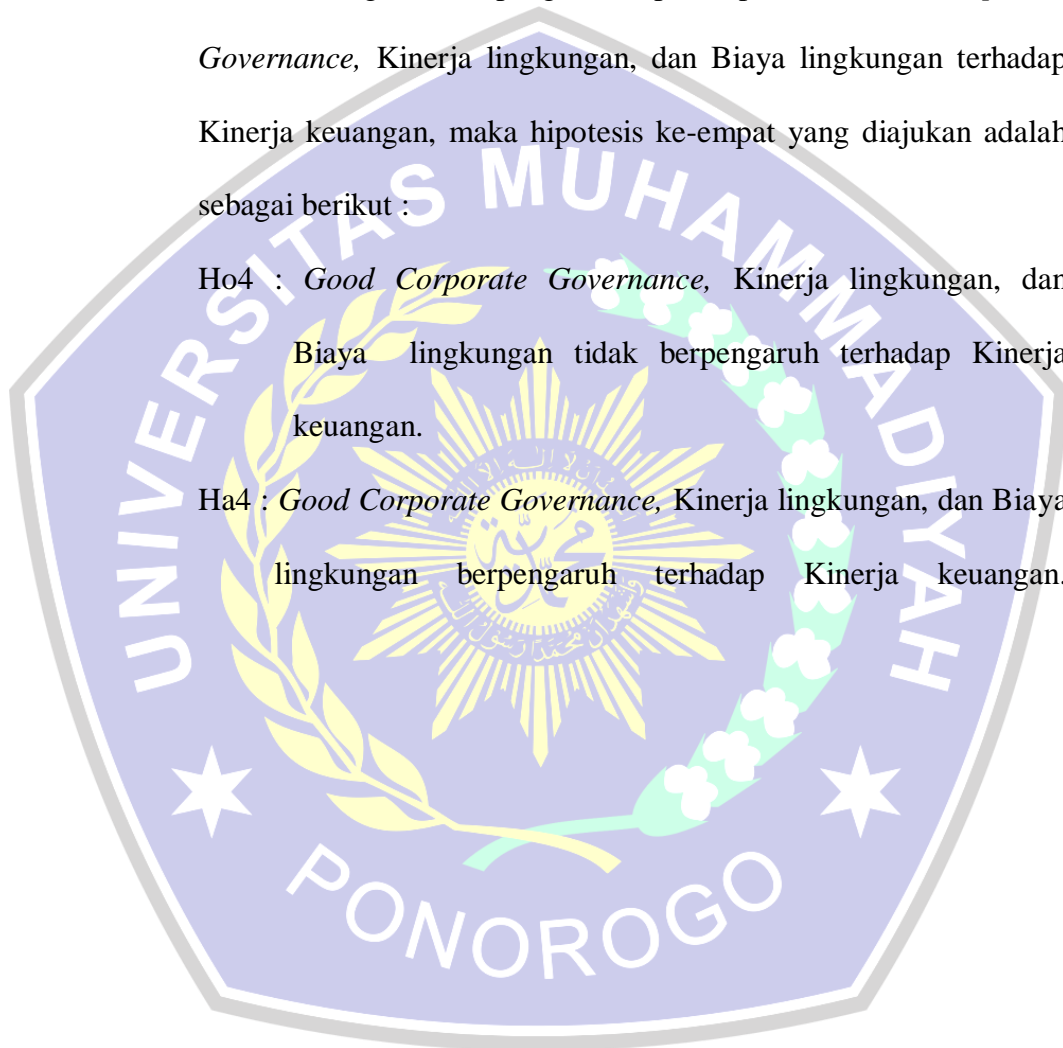 Governance, Kinerja lingkungan, dan Biaya lingkungan terhadap
Kinerja keuangan, maka hipotesis ke-empat yang diajukan adalah
sebagai berikut :
Ho4 : Good Corporate Governance, Kinerja lingkungan, dan
Biaya lingkungan tidak berpengaruh terhadap Kinerja
keuangan.
Ha4 : Good Corporate Governance, Kinerja lingkungan, dan Biaya
lingkungan berpengaruh terhadap Kinerja keuangan.
UNIVERSITAS MUHAMMADIYAH
PONOROGO